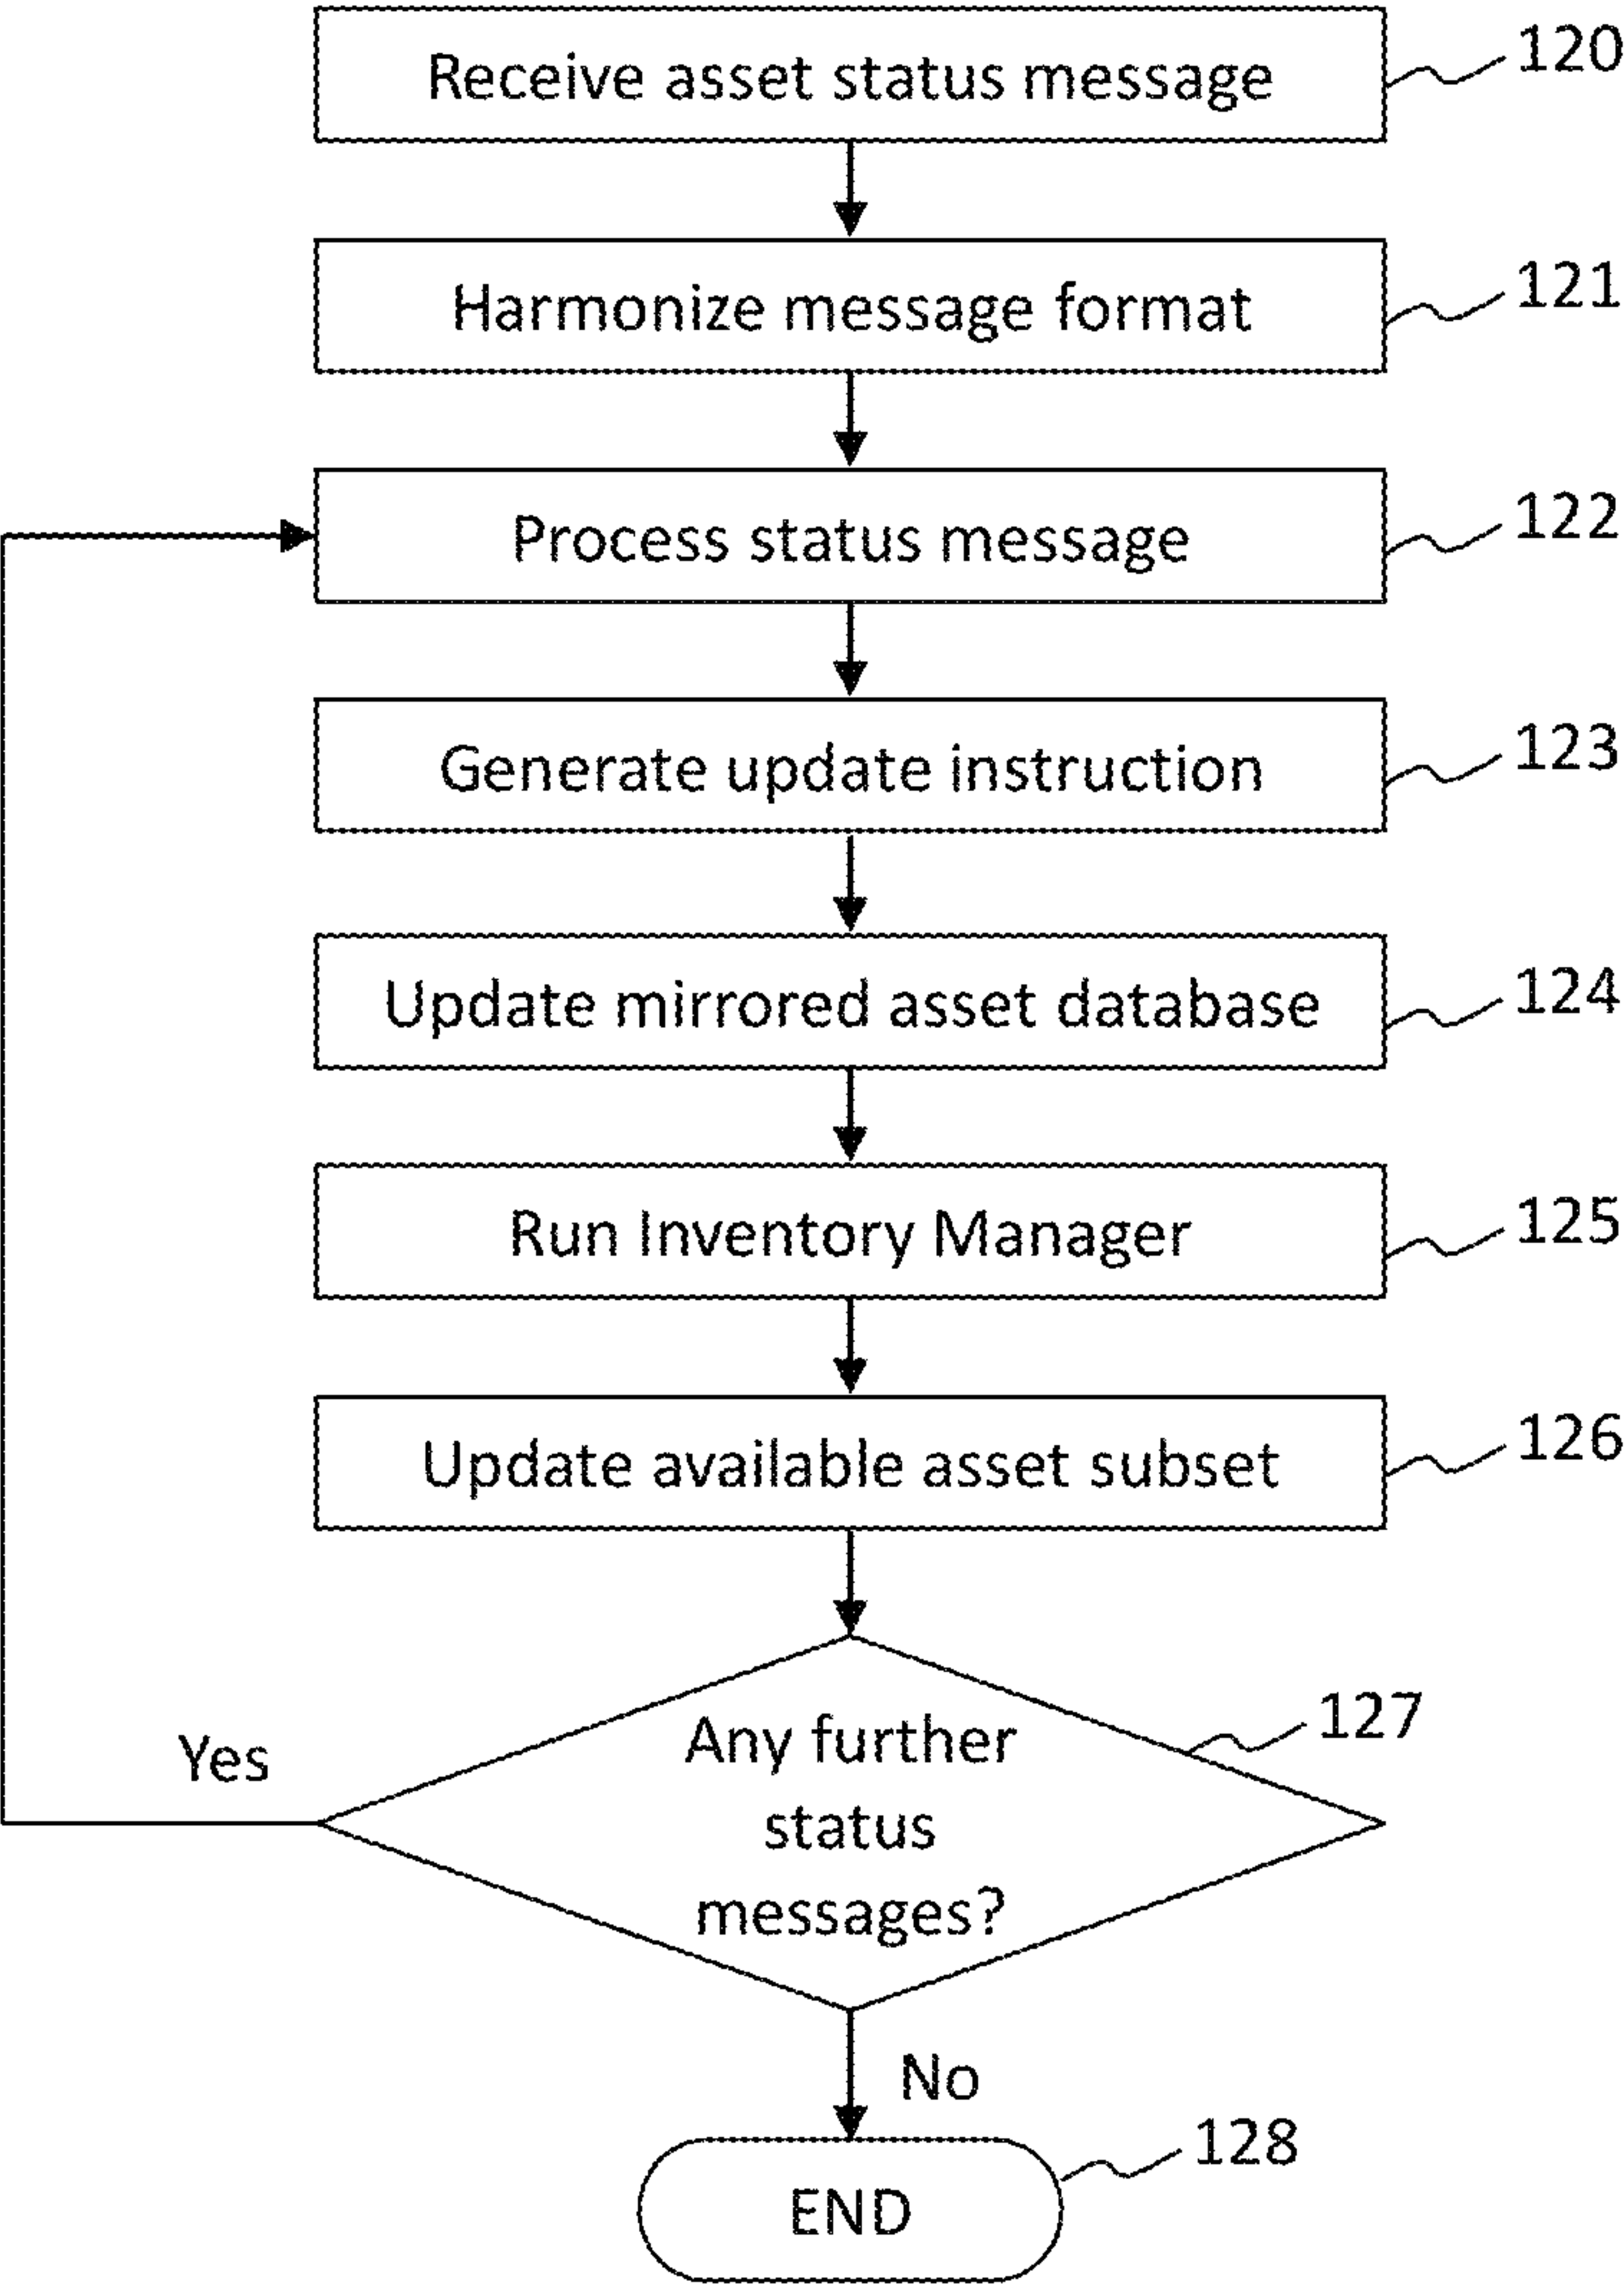 Receive asset status message
120
Harmonize message format
121
Process status message
122
Generate update instruction
123
Update mirrored asset database
124
Run Inventory Manager
125
Update available asset subset
126
Any further
status
messages?
127
Yes
No
END
128